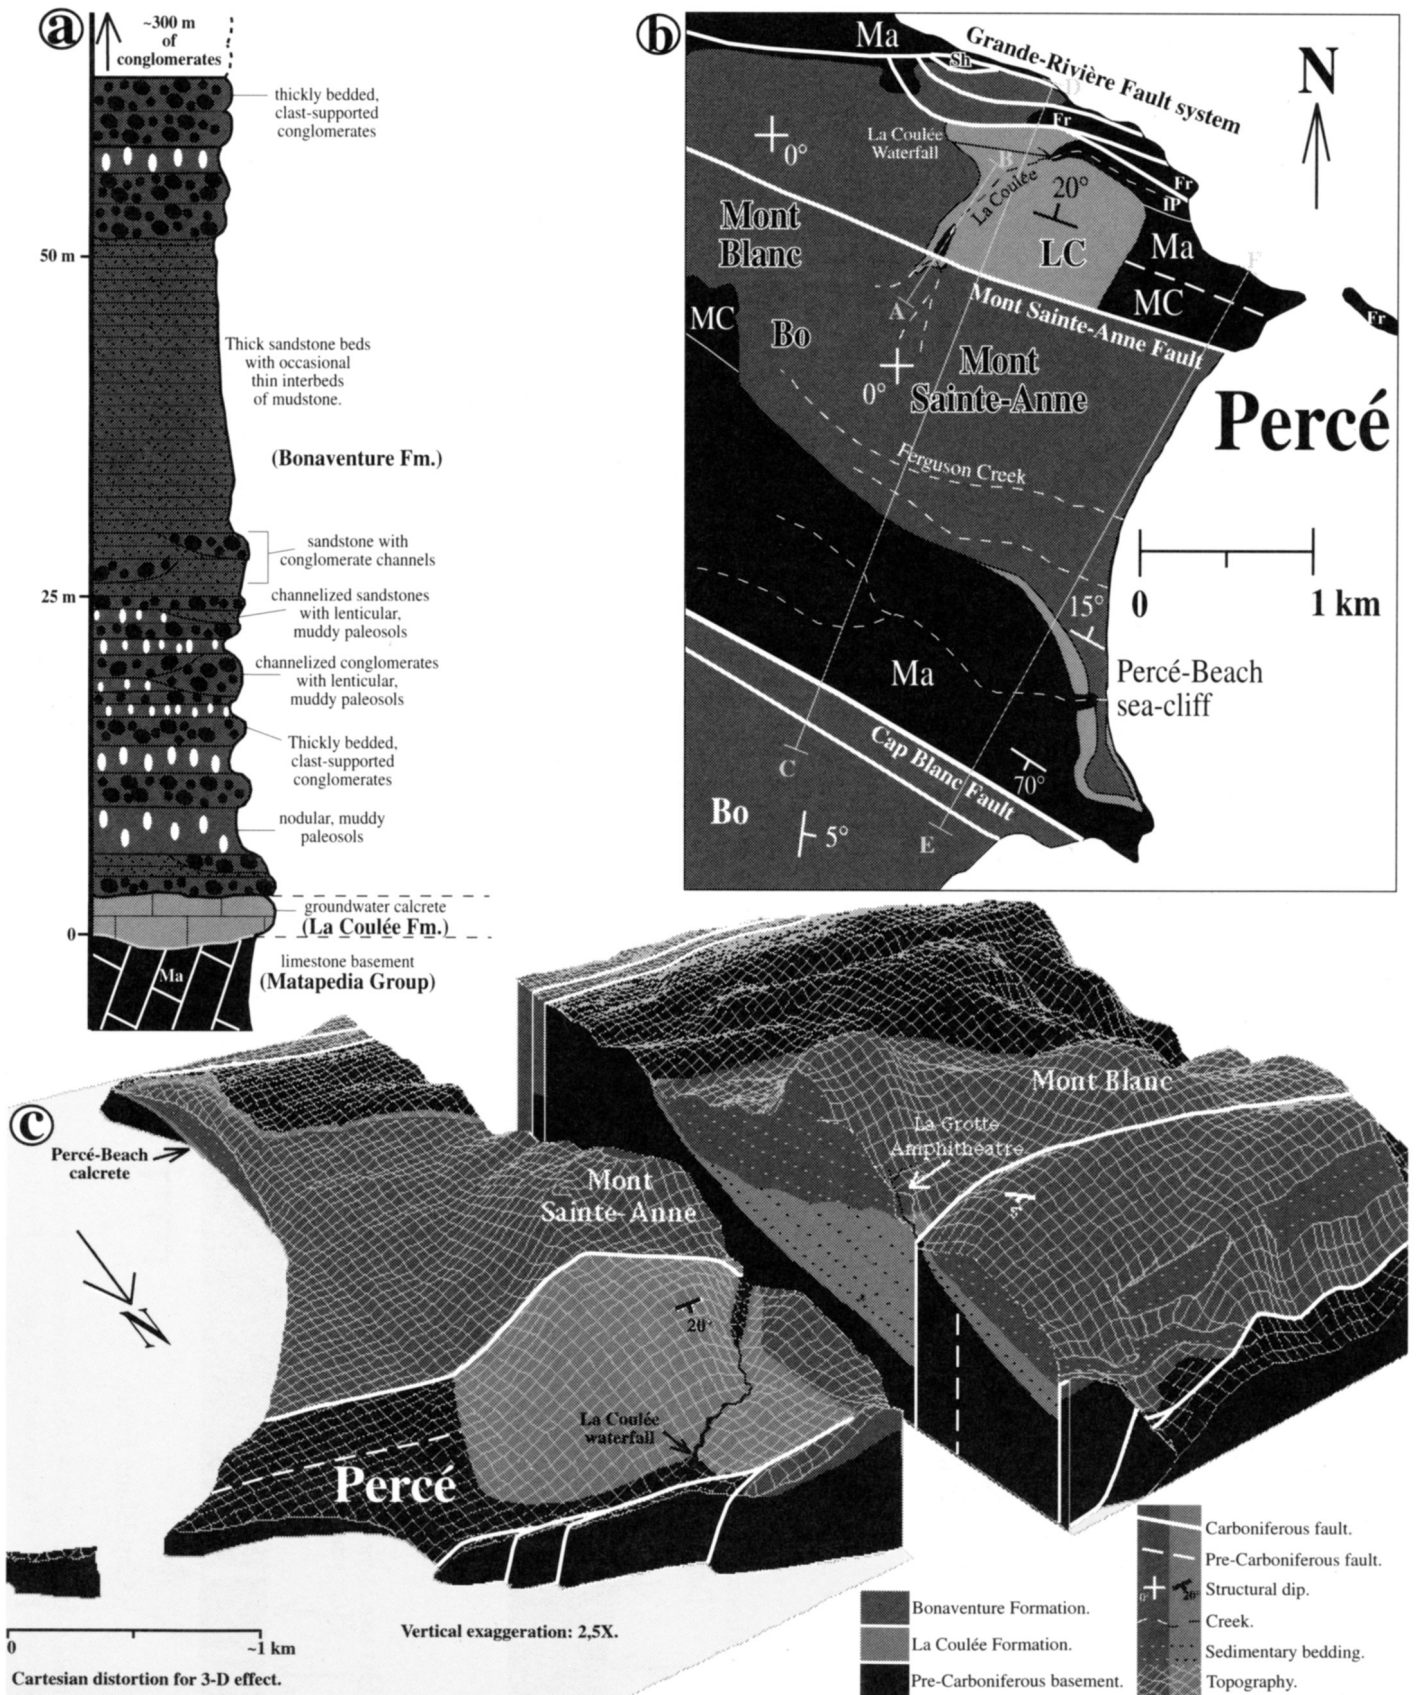 a
~300 m
of
conglomerates
thickly bedded,
clast-supported
conglomerates
50 m
Thick sandstone beds
with occasional
thin interbeds
of mudstone.
(Bonaventure Fm.)
sandstone with
conglomerate channels
25 m
channelized sandstones
with lenticular,
muddy paleosols
channelized conglomerates
with lenticular,
muddy paleosols
Thickly bedded,
clast-supported
conglomerates
nodular, muddy
paleosols
groundwater calcrete
(La Coulée Fm.)
0
limestone basement
(Matapedia Group)
Ma
b
Ma
Grande-Rivière Fault system
N
Sh
D
Fr
La Coulée
Waterfall
0°
B
La Coulée
20°
Fr
IP
Mont
Blanc
LC
Ma
F
MC
A
Mont Sainte-Anne Fault
Fr
MC
Bo
Mont
Sainte-Anne
0°
Percé
Ferguson Creek
15°
0
1 km
Ma
Percé-Beach
sea-cliff
Cap Blanc Fault
70°
C
Bo
5°
E
c
Percé-Beach
calcrete
Mont Blanc
La Grotte
Amphithéatre
Mont
Sainte-Anne
N
20°
La Coulée
waterfall
Percé
0
~1 km
Vertical exaggeration: 2,5X.
Cartesian distortion for 3-D effect.
Bonaventure Formation.
La Coulée Formation.
Pre-Carboniferous basement.
Carboniferous fault.
Pre-Carboniferous fault.
0°
20°
Structural dip.
Creek.
Sedimentary bedding.
Topography.